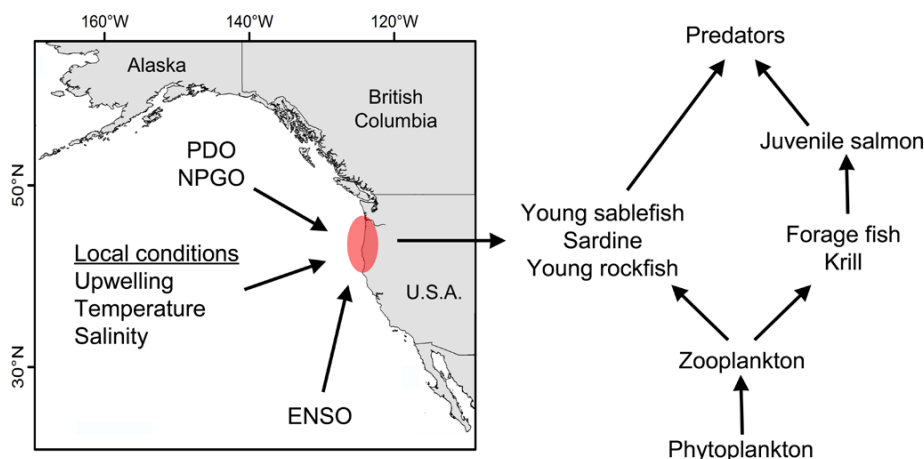 160°W
140°W
120°W
50°N
30°N
Alaska
British
Columbia
PDO
NPGO
Local conditions
Upwelling
Temperature
Salinity
U.S.A.
ENSO
Predators
Juvenile salmon
Young sablefish
Sardine
Young rockfish
Forage fish
Krill
Zooplankton
Phytoplankton